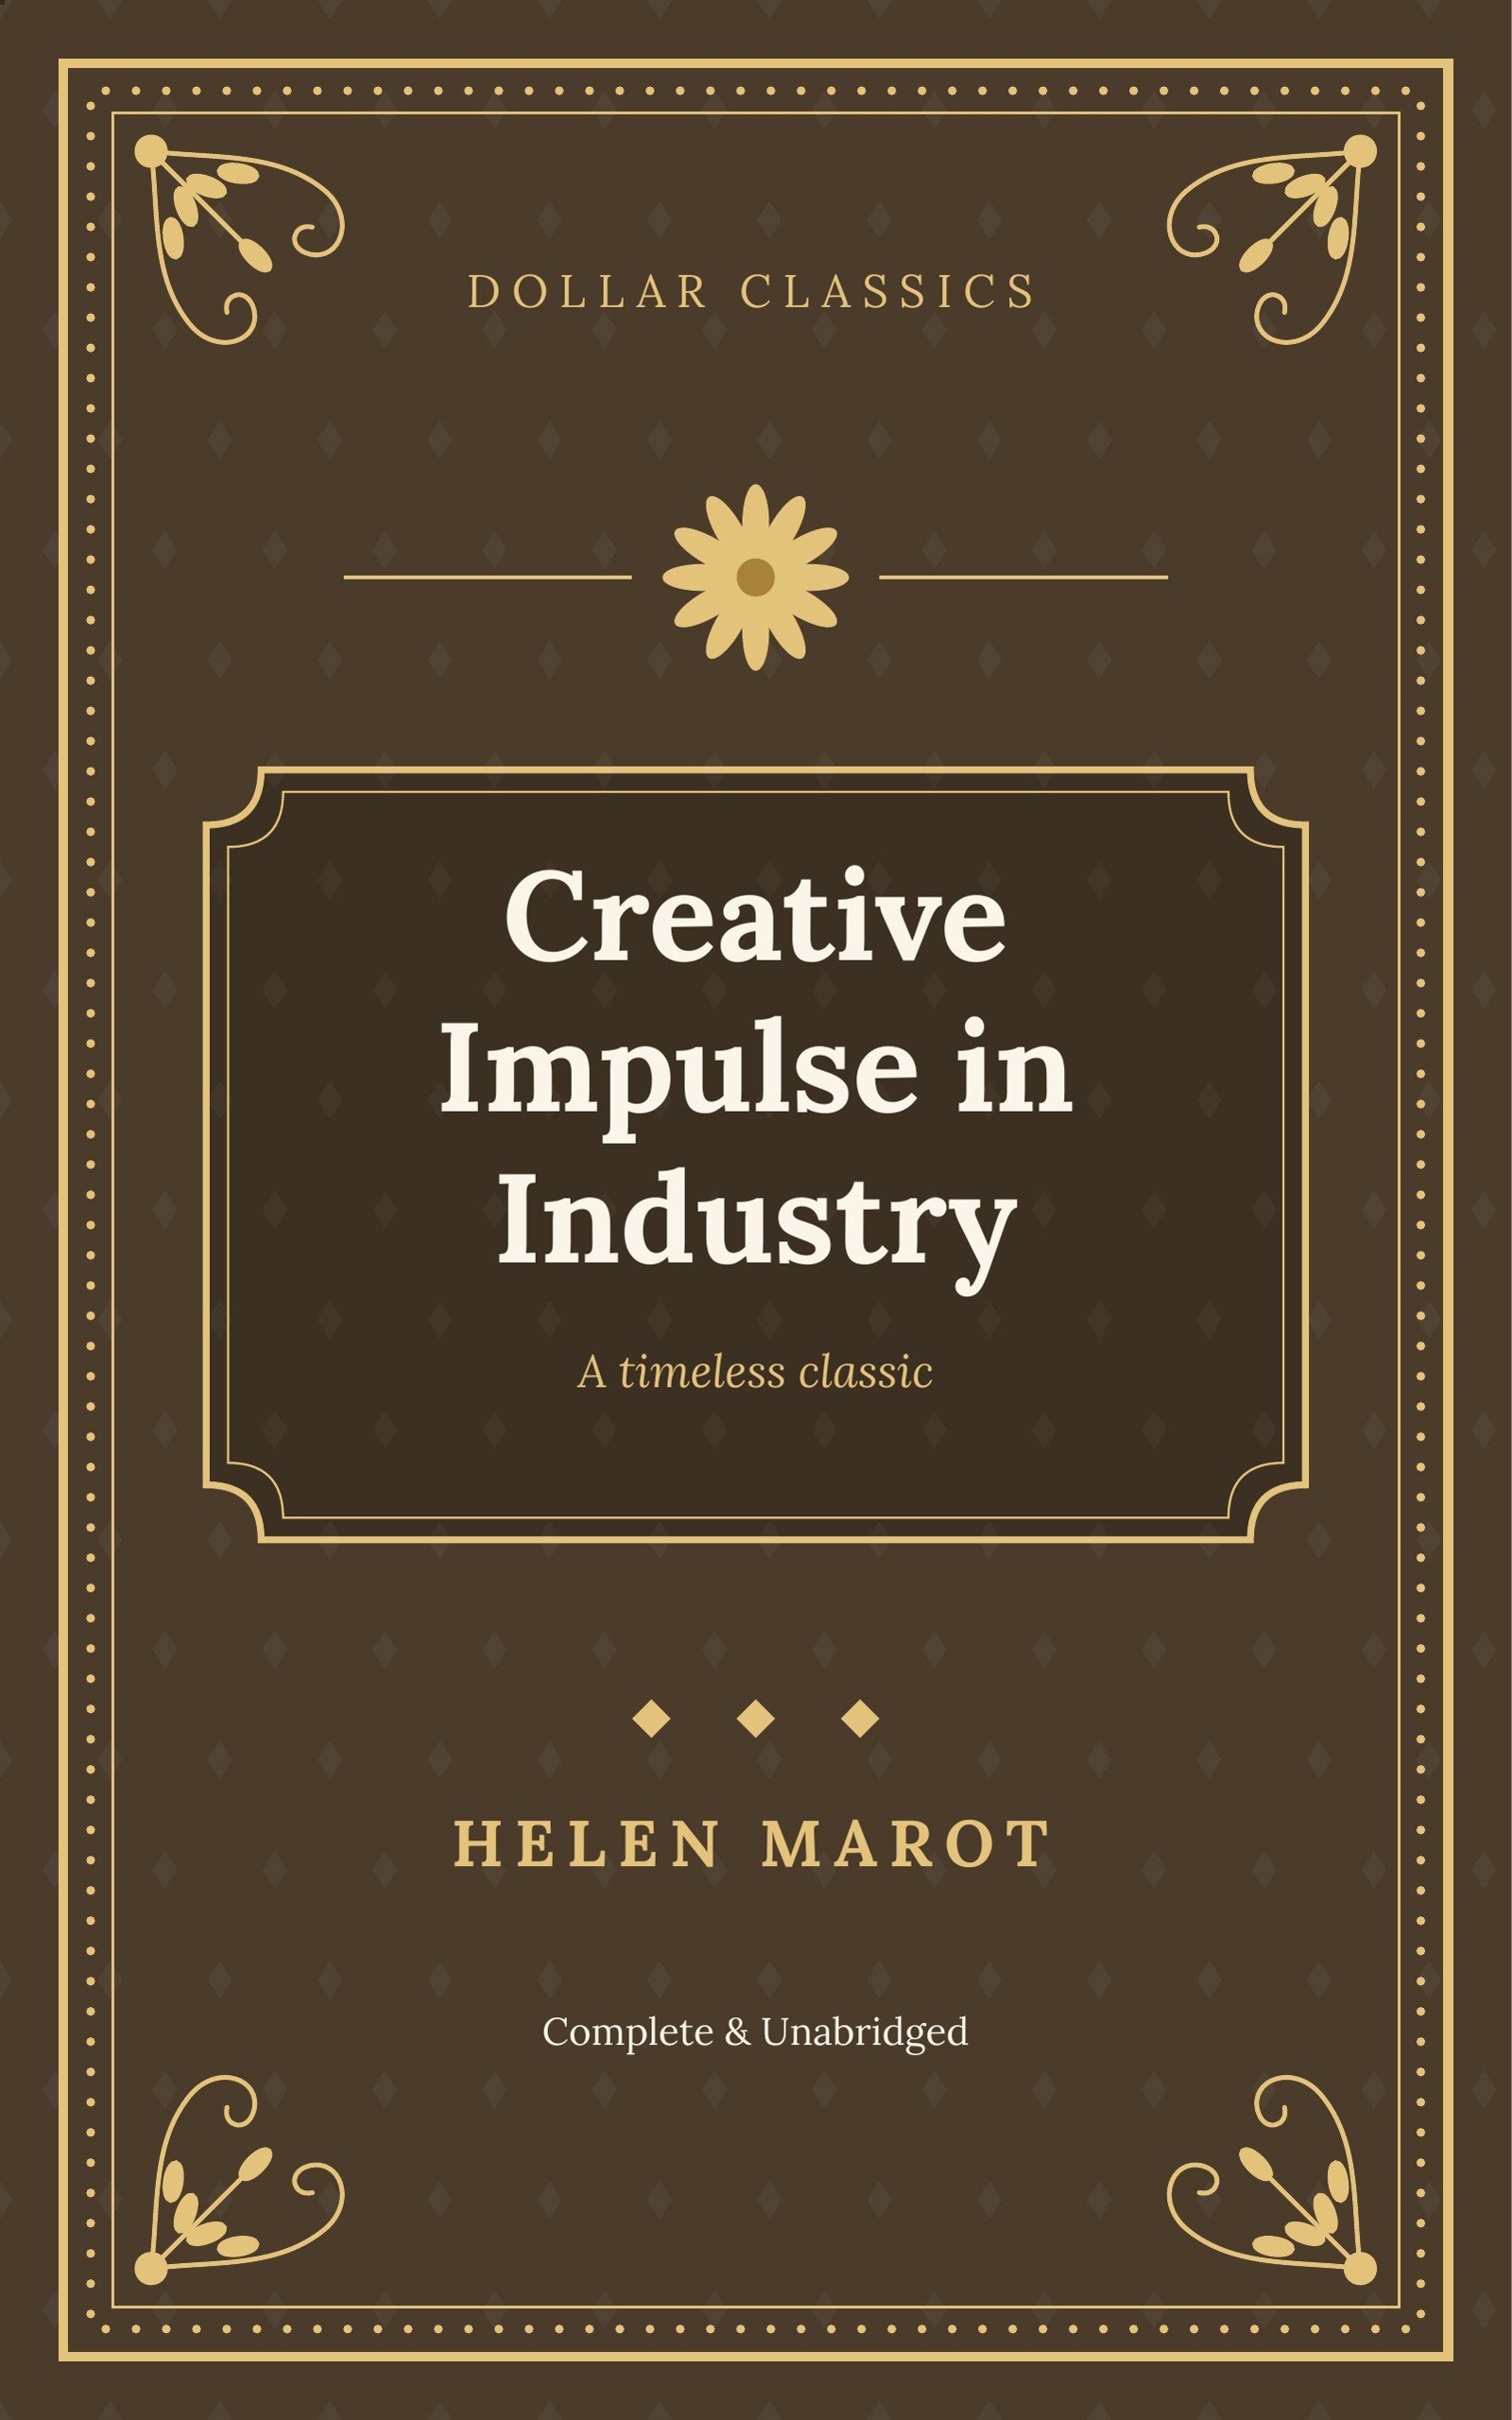 DOLLAR CLASSICS
Creative
Impulse in
Industry
A timeless classic
HELEN MAROT
Complete & Unabridged